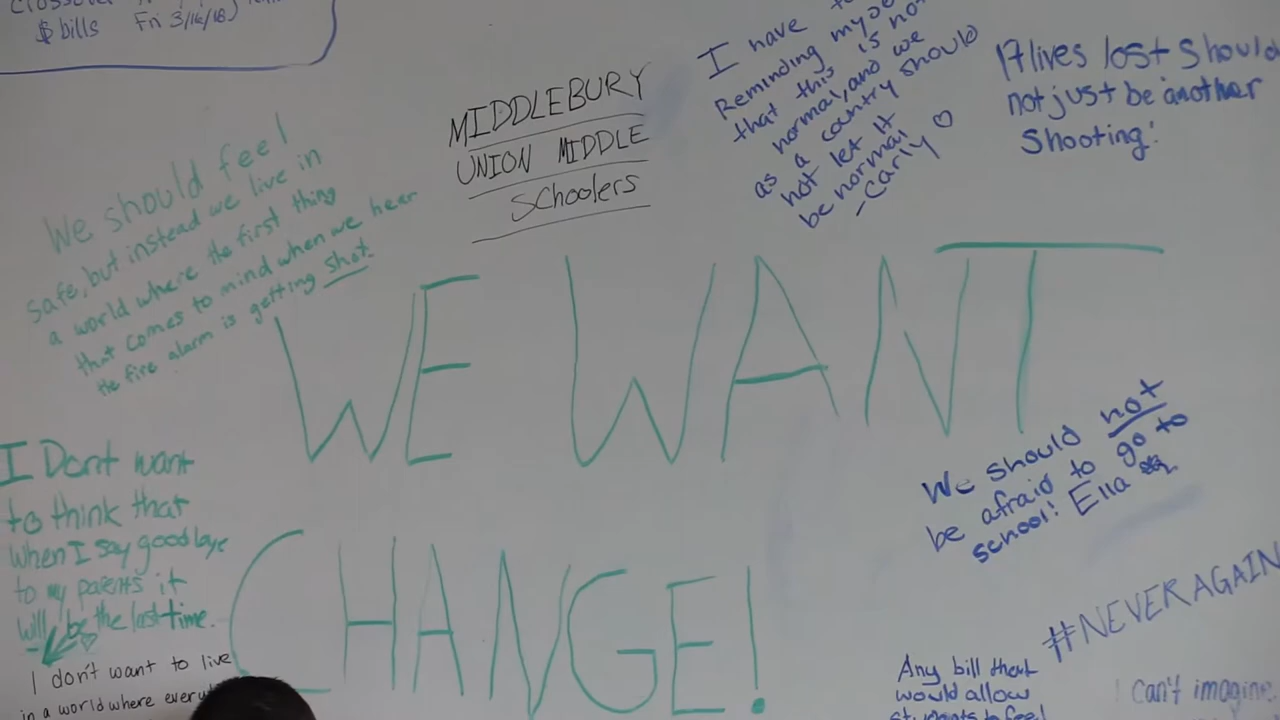 $ bills Fri 3/16/18)
MIDDLEBURY
UNION MIDDLE
Schoolers
I have
Reminding
that this is
normal, and we
as a country should
not let it
be normal
-Carly ♡
17 lives lost should
not just be another
Shooting!
We should feel
safe, but instead we live in
a world where the first thing
that comes to mind when we hear
the fire alarm is getting shot.
WE WANT
CHANGE!
I Dont want
to think that
when I say goodbye
to my parents it
will be the last time.
I don't want to live
in a world where
We should not
be afraid to go to
school! Ella
#NEVERAGAIN
Any bill that
would allow
students to feel
I can't imagine